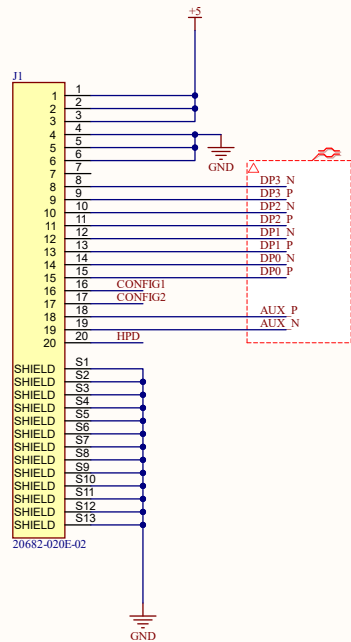 +5
J1
1 1
2 2
3 3
4 4
5 5
6 6
GND
7 7
8 8 DP3_N
9 9 DP3_P
10 10 DP2_N
11 11 DP2_P
12 12 DP1_N
13 13 DP1_P
14 14 DP0_N
15 15 DP0_P
16 16 CONFIG1
17 17 CONFIG2
18 18 AUX_P
19 19 AUX_N
20 20 HPD
SHIELD S1
SHIELD S2
SHIELD S3
SHIELD S4
SHIELD S5
SHIELD S6
SHIELD S7
SHIELD S8
SHIELD S9
SHIELD S10
SHIELD S11
SHIELD S12
SHIELD S13
20682-020E-02
GND